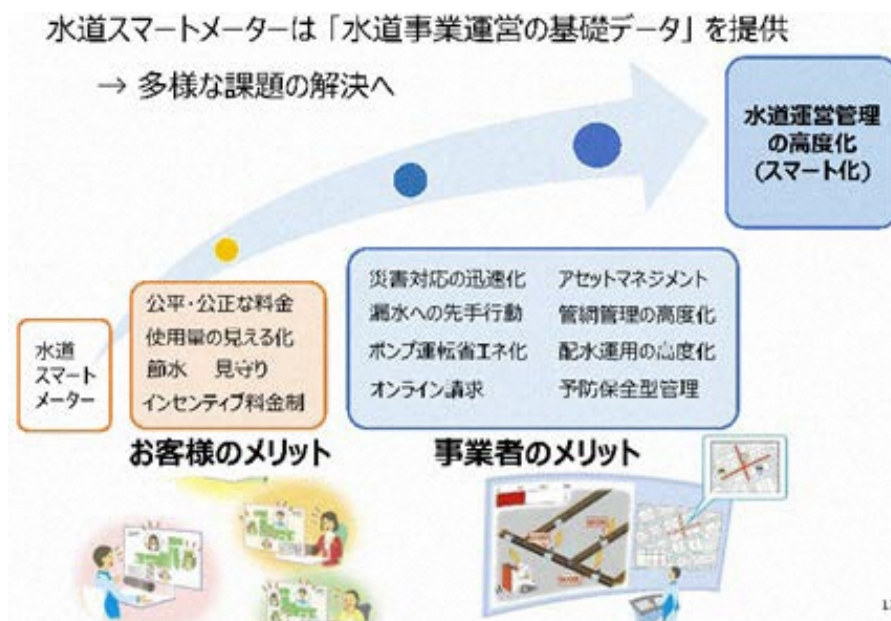 水道スマートメーターは「水道事業運営の基礎データ」を提供
→ 多様な課題の解決へ
水道運営管理
の高度化
(スマート化)
水道
スマート
メーター
公平・公正な料金
使用量の見える化
節水 見守り
インセンティブ料金制
お客様のメリット
災害対応の迅速化 アセットマネジメント
漏水への先手行動 管網管理の高度化
ポンプ運転省エネ化 配水運用の高度化
オンライン請求 予防保全型管理
事業者のメリット